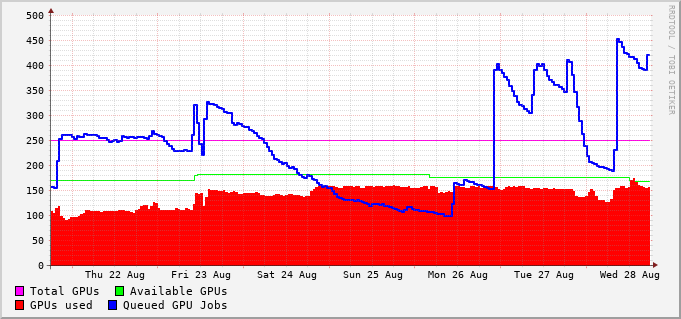 500
450
400
350
300
250
200
150
100
50
0
Thu 22 Aug Fri 23 Aug Sat 24 Aug Sun 25 Aug Mon 26 Aug Tue 27 Aug Wed 28 Aug
Total GPUs Available GPUs
GPUs used Queued GPU Jobs
RRDTOOL / TOBI OETIKER